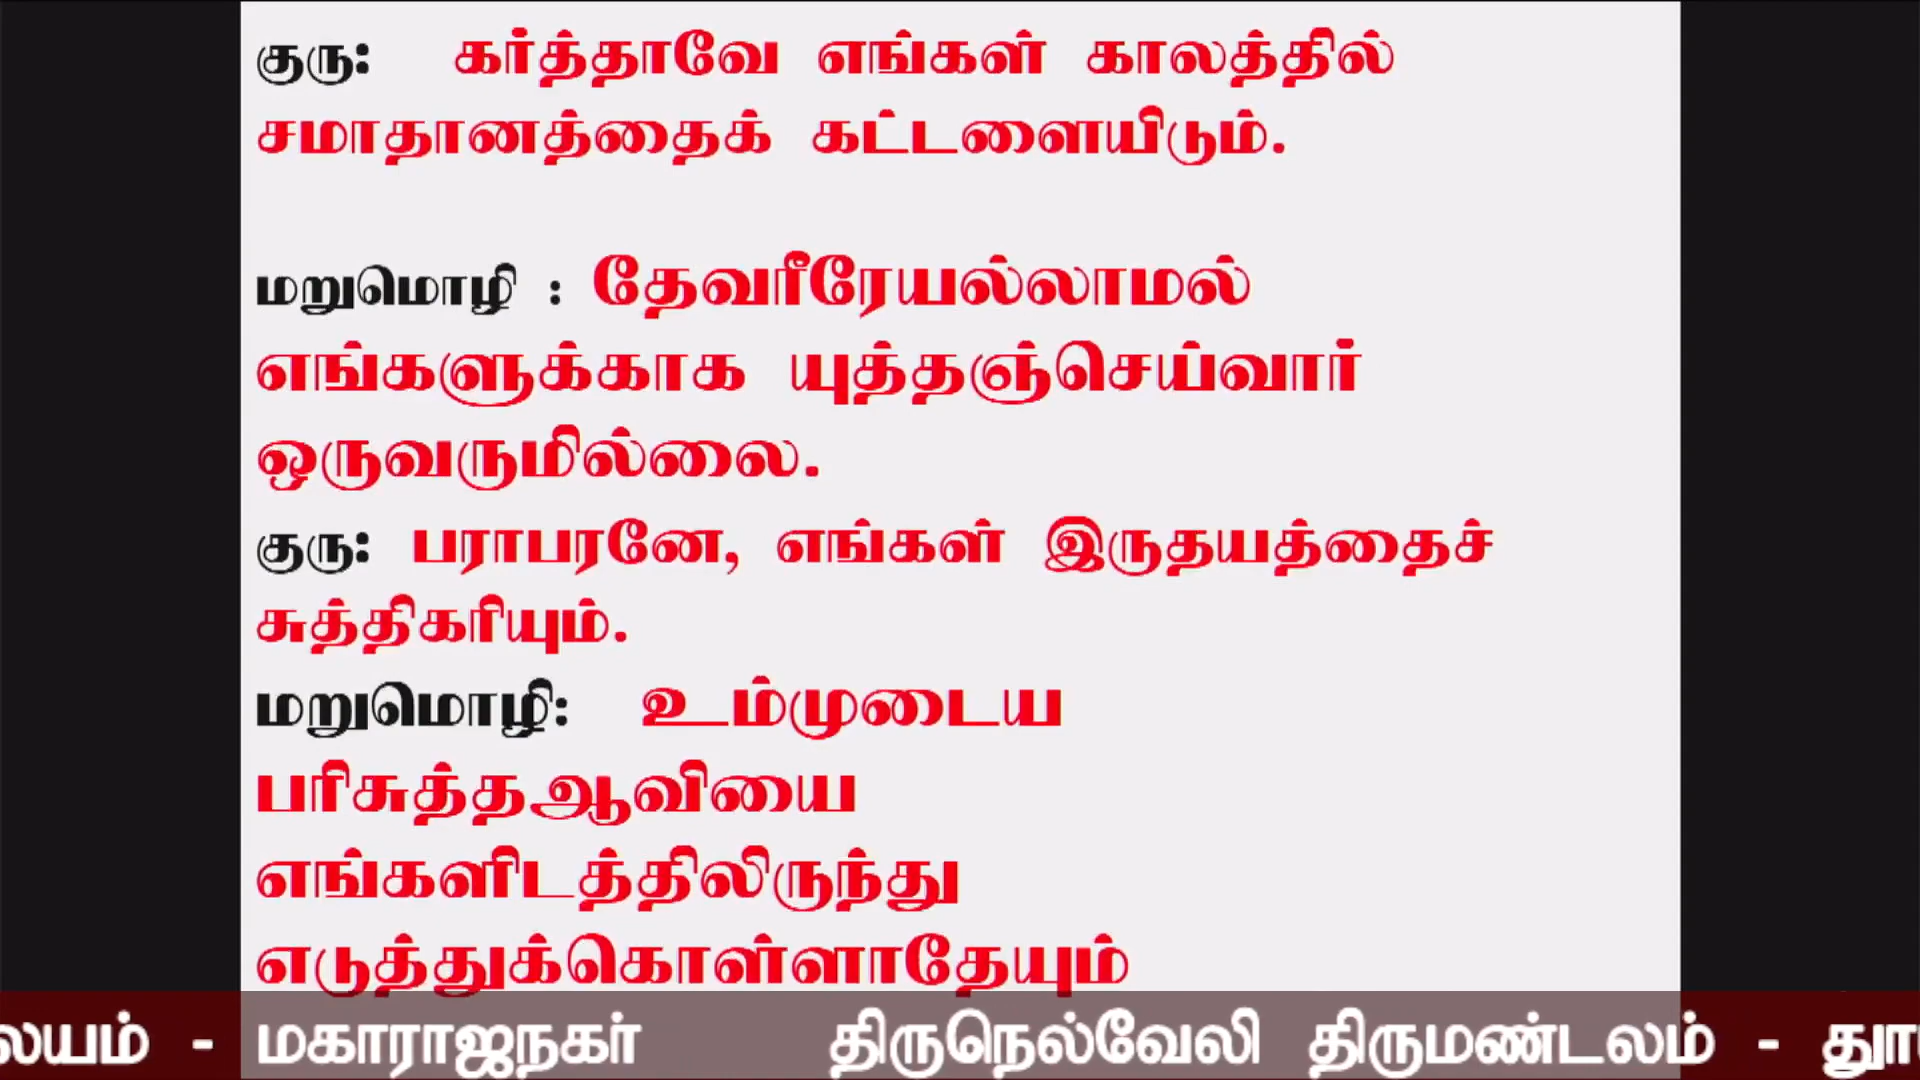 குரு: கர்த்தாவே எங்கள் காலத்தில்
சமாதானத்தைக் கட்டளையிடும்.
மறுமொழி : தேவரீரேயல்லாமல்
எங்களுக்காக யுத்தஞ்செய்வார்
ஒருவருமில்லை.
குரு: பராபரனே, எங்கள் இருதயத்தைச்
சுத்திகரியும்.
மறுமொழி: உம்முடைய
பரிசுத்தஆவியை
எங்களிடத்திலிருந்து
எடுத்துக்கொள்ளாதேயும்
லயம் - மகாராஜநகர் திருநெல்வேலி திருமண்டலம் - தூ